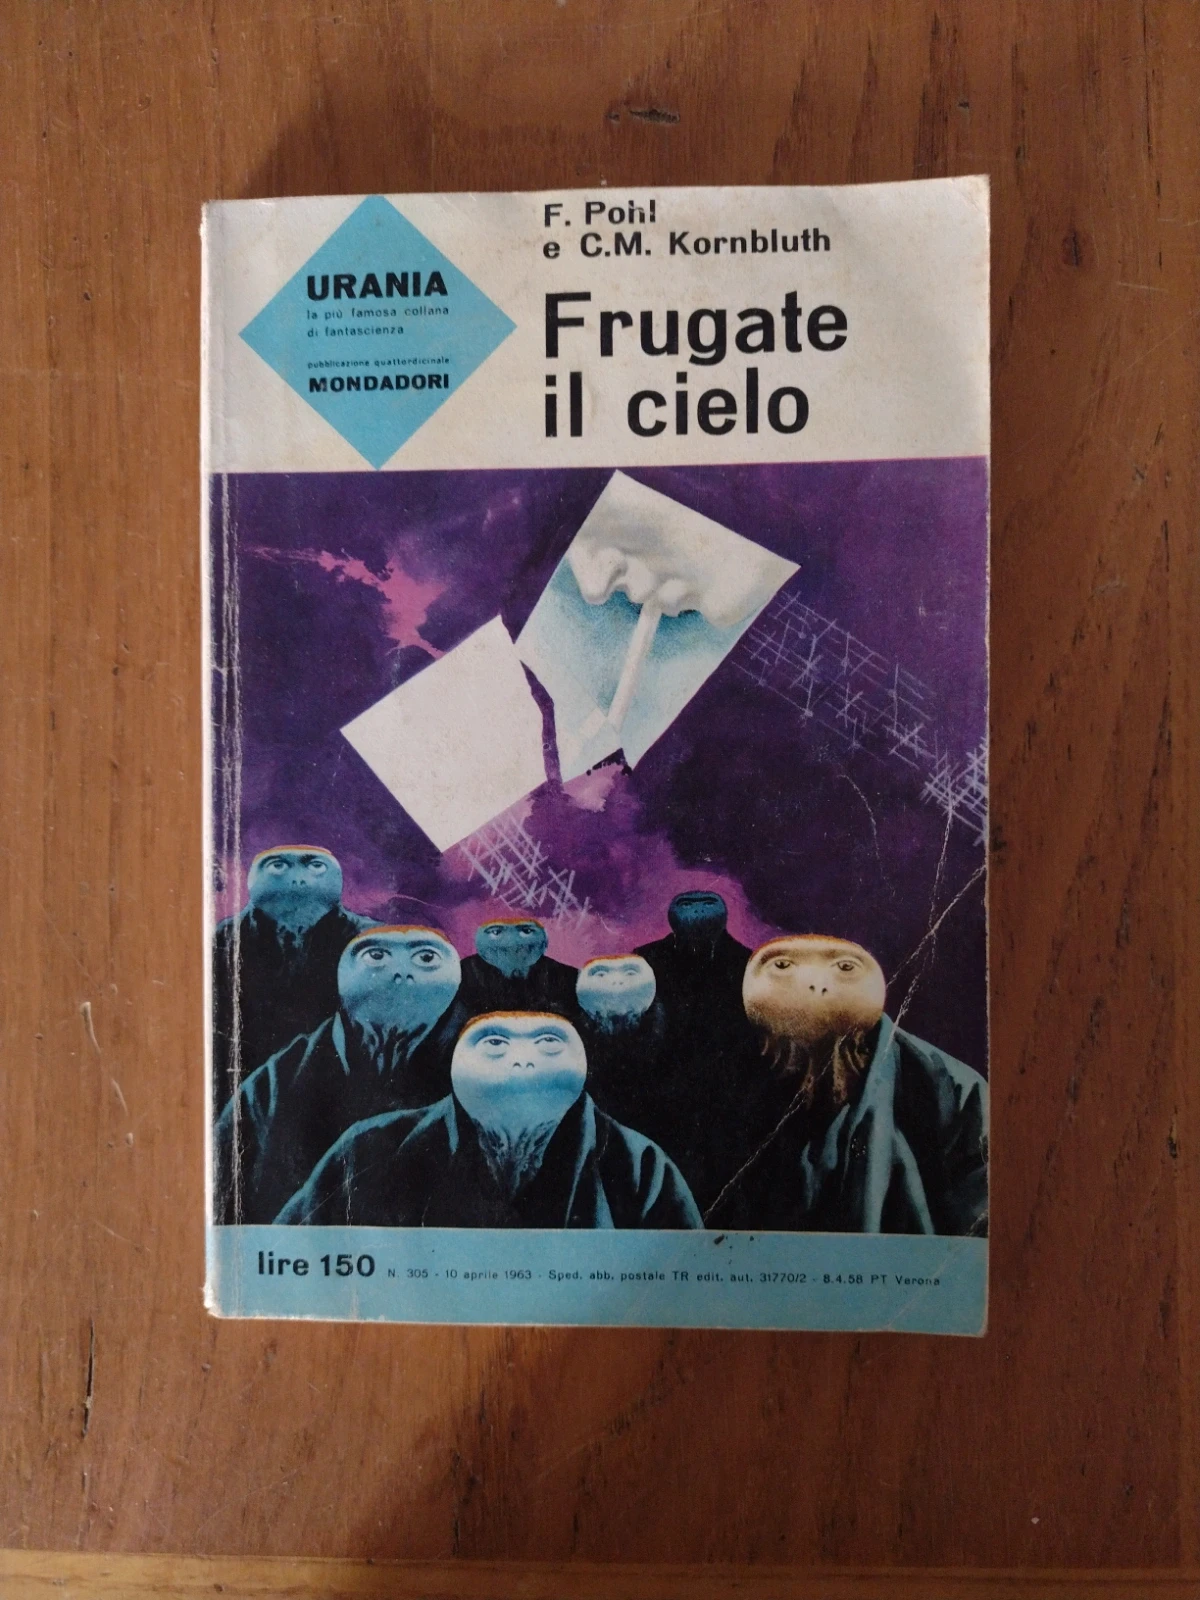 F. Pohl
e C.M. Kornbluth
URANIA
la più famosa collana
di fantascienza
pubblicazione quattordicinale
MONDADORI
Frugate
il cielo
lire 150 N. 305 - 10 aprile 1963 - Sped. abb. postale TR edit. aut. 31770/2 - 8.4.58 PT Verona